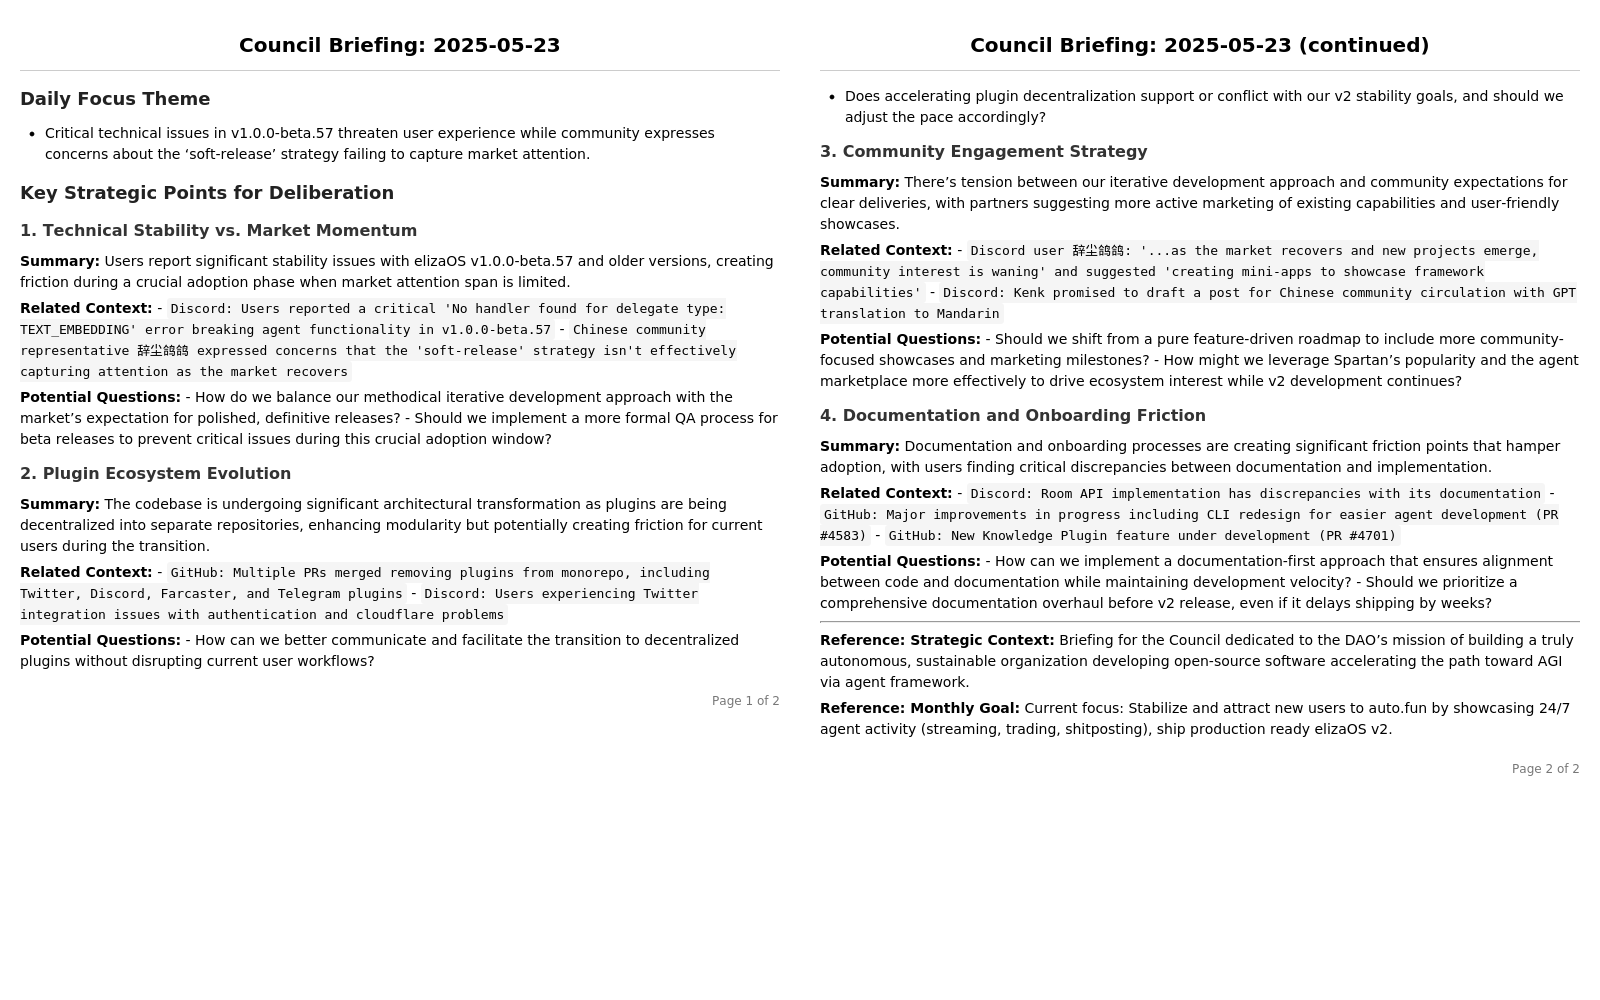 Council Briefing: 2025-05-23
Daily Focus Theme
• Critical technical issues in v1.0.0-beta.57 threaten user experience while community expresses
concerns about the ‘soft-release’ strategy failing to capture market attention.
Key Strategic Points for Deliberation
1. Technical Stability vs. Market Momentum
Summary: Users report significant stability issues with elizaOS v1.0.0-beta.57 and older versions, creating
friction during a crucial adoption phase when market attention span is limited.
Related Context: - Discord: Users reported a critical 'No handler found for delegate type:
TEXT_EMBEDDING' error breaking agent functionality in v1.0.0-beta.57 - Chinese community
representative 辞尘鸽鸽 expressed concerns that the 'soft-release' strategy isn't effectively
capturing attention as the market recovers
Potential Questions: - How do we balance our methodical iterative development approach with the
market’s expectation for polished, definitive releases? - Should we implement a more formal QA process for
beta releases to prevent critical issues during this crucial adoption window?
2. Plugin Ecosystem Evolution
Summary: The codebase is undergoing significant architectural transformation as plugins are being
decentralized into separate repositories, enhancing modularity but potentially creating friction for current
users during the transition.
Related Context: - GitHub: Multiple PRs merged removing plugins from monorepo, including
Twitter, Discord, Farcaster, and Telegram plugins - Discord: Users experiencing Twitter
integration issues with authentication and cloudflare problems
Potential Questions: - How can we better communicate and facilitate the transition to decentralized
plugins without disrupting current user workflows?
Page 1 of 2
Council Briefing: 2025-05-23 (continued)
• Does accelerating plugin decentralization support or conflict with our v2 stability goals, and should we
adjust the pace accordingly?
3. Community Engagement Strategy
Summary: There’s tension between our iterative development approach and community expectations for
clear deliveries, with partners suggesting more active marketing of existing capabilities and user-friendly
showcases.
Related Context: - Discord user 辞尘鸽鸽: '...as the market recovers and new projects emerge,
community interest is waning' and suggested 'creating mini-apps to showcase framework
capabilities' - Discord: Kenk promised to draft a post for Chinese community circulation with GPT
translation to Mandarin
Potential Questions: - Should we shift from a pure feature-driven roadmap to include more community-
focused showcases and marketing milestones? - How might we leverage Spartan’s popularity and the agent
marketplace more effectively to drive ecosystem interest while v2 development continues?
4. Documentation and Onboarding Friction
Summary: Documentation and onboarding processes are creating significant friction points that hamper
adoption, with users finding critical discrepancies between documentation and implementation.
Related Context: - Discord: Room API implementation has discrepancies with its documentation -
GitHub: Major improvements in progress including CLI redesign for easier agent development (PR
#4583) - GitHub: New Knowledge Plugin feature under development (PR #4701)
Potential Questions: - How can we implement a documentation-first approach that ensures alignment
between code and documentation while maintaining development velocity? - Should we prioritize a
comprehensive documentation overhaul before v2 release, even if it delays shipping by weeks?
Reference: Strategic Context: Briefing for the Council dedicated to the DAO’s mission of building a truly
autonomous, sustainable organization developing open-source software accelerating the path toward AGI
via agent framework.
Reference: Monthly Goal: Current focus: Stabilize and attract new users to auto.fun by showcasing 24/7
agent activity (streaming, trading, shitposting), ship production ready elizaOS v2.
Page 2 of 2